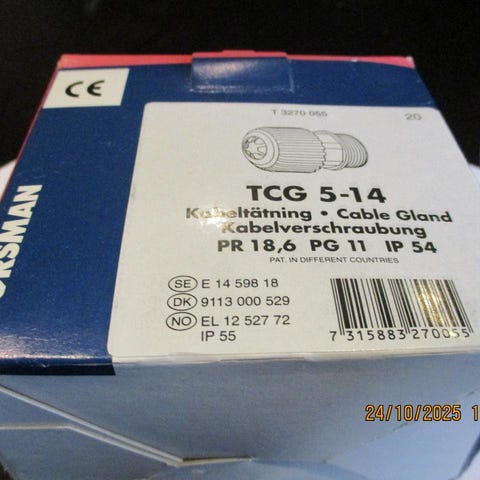 CE
ORSMAN
T 3270 055
20
TCG 5-14
Kabeltätning • Cable Gland
Kabelverschraubung
PR 18,6 PG 11 IP 54
PAT. IN DIFFERENT COUNTRIES
SE E 14 598 18
DK 9113 000 529
NO EL 12 527 72
IP 55
7 315883 270055
24/10/2025 1